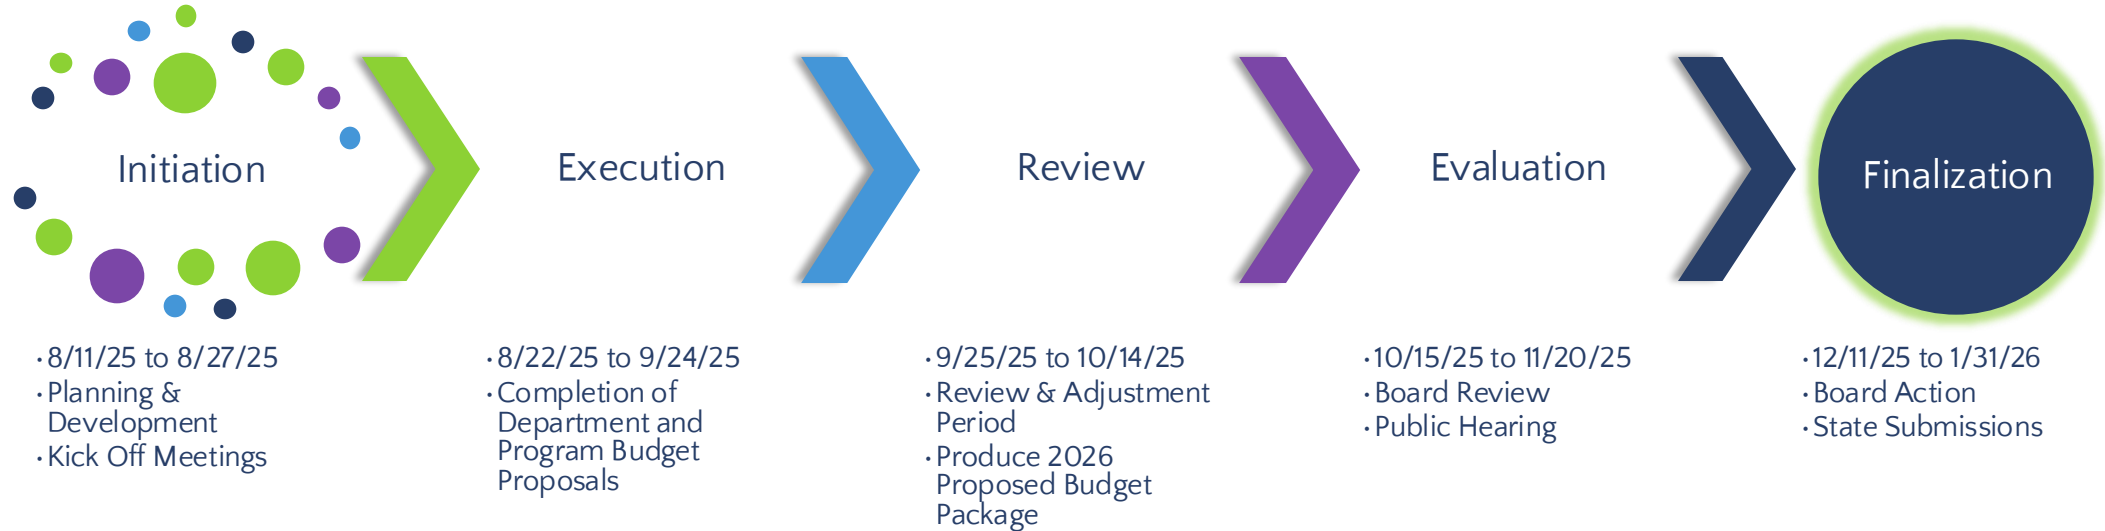 Initiation
Execution
Review
Evaluation
Finalization
·8/11/25 to 8/27/25
·Planning &
Development
·Kick Off Meetings
·8/22/25 to 9/24/25
·Completion of
Department and
Program Budget
Proposals
·9/25/25 to 10/14/25
·Review & Adjustment
Period
·Produce 2026
Proposed Budget
Package
·10/15/25 to 11/20/25
·Board Review
·Public Hearing
·12/11/25 to 1/31/26
·Board Action
·State Submissions